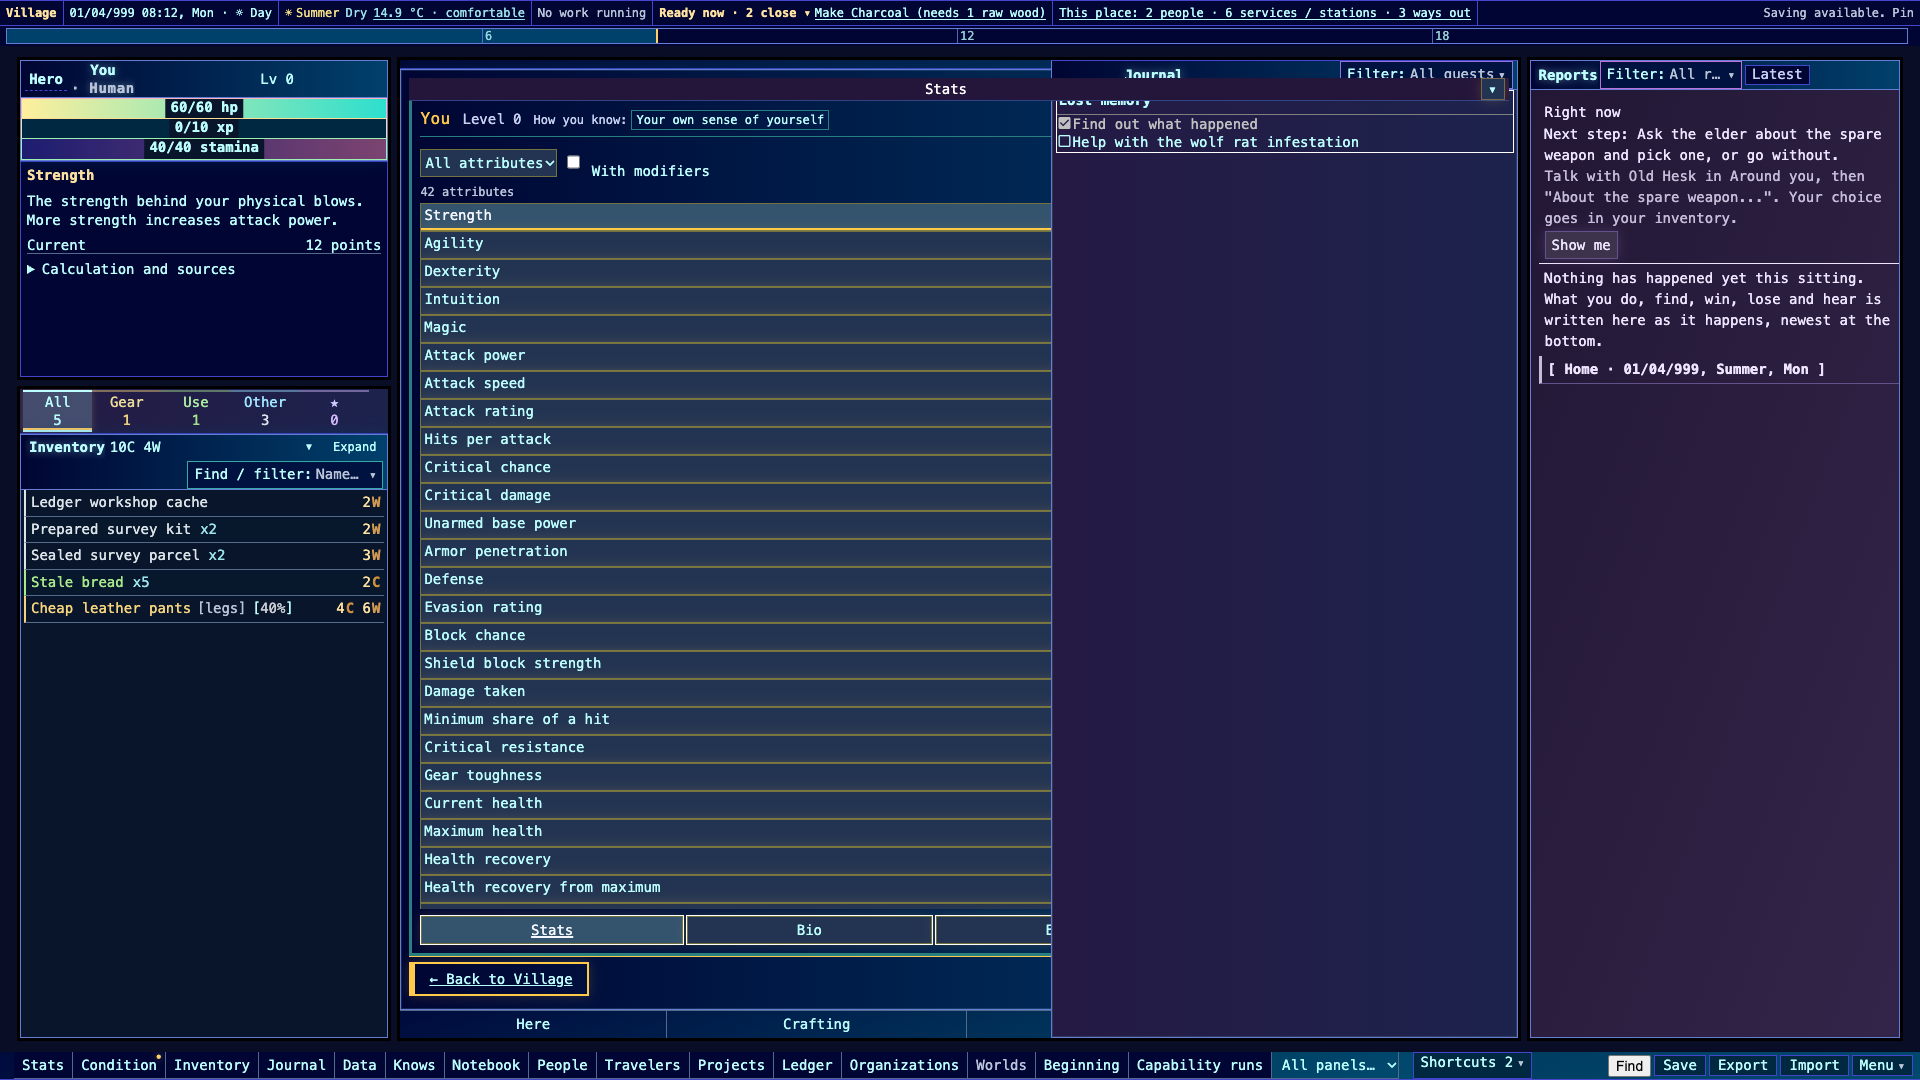 Village 01/04/999 08:12, Mon · ☀ Day ☀ Summer Dry 14.9 °C · comfortable No work running Ready now · 2 close ▾ Make Charcoal (needs 1 raw wood) This place: 2 people · 6 services / stations · 3 ways out Saving available. Pin
6 12 18
Hero · You Human Lv 0
60/60 hp
0/10 xp
40/40 stamina
Strength
The strength behind your physical blows.
More strength increases attack power.
Current 12 points
▶ Calculation and sources
All Gear Use Other ★
5 1 1 3 0
Inventory 10C 4W ▾ Expand
Find / filter: Name… ▾
Ledger workshop cache 2W
Prepared survey kit x2 2W
Sealed survey parcel x2 3W
Stale bread x5 2C
Cheap leather pants [legs] [40%] 4C 6W
Stats ▾
You Level 0 How you know: Your own sense of yourself
All attributes With modifiers
42 attributes
Strength
Agility
Dexterity
Intuition
Magic
Attack power
Attack speed
Attack rating
Hits per attack
Critical chance
Critical damage
Unarmed base power
Armor penetration
Defense
Evasion rating
Block chance
Shield block strength
Damage taken
Minimum share of a hit
Critical resistance
Gear toughness
Current health
Maximum health
Health recovery
Health recovery from maximum
Stats Bio
← Back to Village
Here Crafting
Journal Filter: All quests ▾
Lost memory
Find out what happened
Help with the wolf rat infestation
Reports Filter: All r… ▾ Latest
Right now
Next step: Ask the elder about the spare
weapon and pick one, or go without.
Talk with Old Hesk in Around you, then
"About the spare weapon...". Your choice
goes in your inventory.
Show me
Nothing has happened yet this sitting.
What you do, find, win, lose and hear is
written here as it happens, newest at the
bottom.
[ Home · 01/04/999, Summer, Mon ]
Stats Condition Inventory Journal Data Knows Notebook People Travelers Projects Ledger Organizations Worlds Beginning Capability runs All panels… Shortcuts 2 ▾ Find Save Export Import Menu ▾